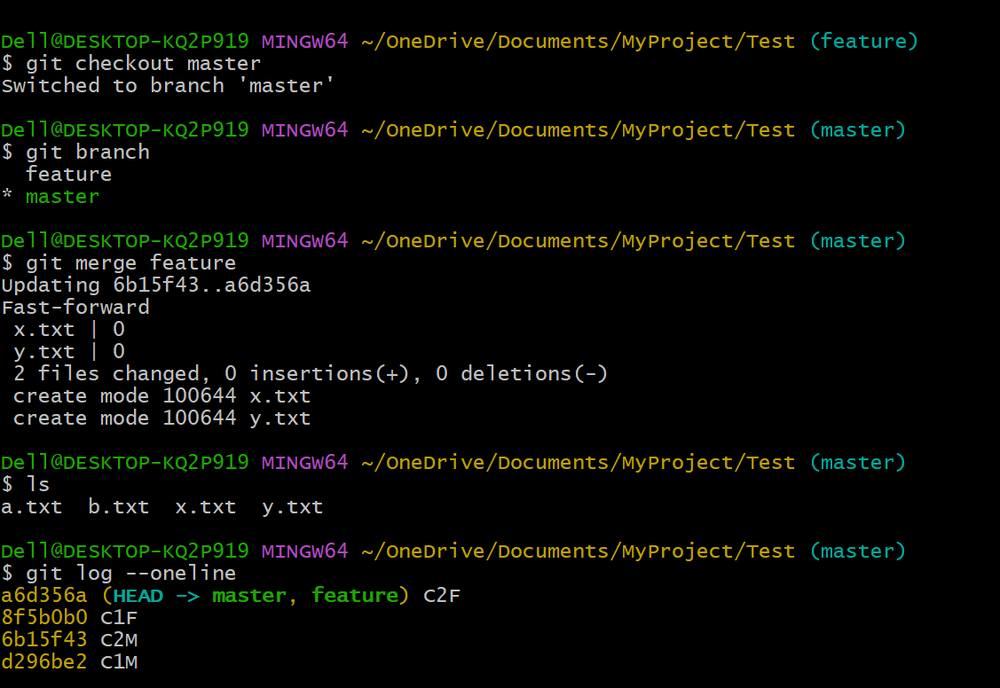 Dell@DESKTOP-KQ2P919 MINGW64 ~/OneDrive/Documents/MyProject/Test (feature)
$ git checkout master
Switched to branch 'master'
Dell@DESKTOP-KQ2P919 MINGW64 ~/OneDrive/Documents/MyProject/Test (master)
$ git branch
  feature
* master
Dell@DESKTOP-KQ2P919 MINGW64 ~/OneDrive/Documents/MyProject/Test (master)
$ git merge feature
Updating 6b15f43..a6d356a
Fast-forward
 x.txt | 0
 y.txt | 0
 2 files changed, 0 insertions(+), 0 deletions(-)
 create mode 100644 x.txt
 create mode 100644 y.txt
Dell@DESKTOP-KQ2P919 MINGW64 ~/OneDrive/Documents/MyProject/Test (master)
$ ls
a.txt  b.txt  x.txt  y.txt
Dell@DESKTOP-KQ2P919 MINGW64 ~/OneDrive/Documents/MyProject/Test (master)
$ git log --oneline
a6d356a (HEAD -> master, feature) C2F
8f5b0b0 C1F
6b15f43 C2M
d296be2 C1M